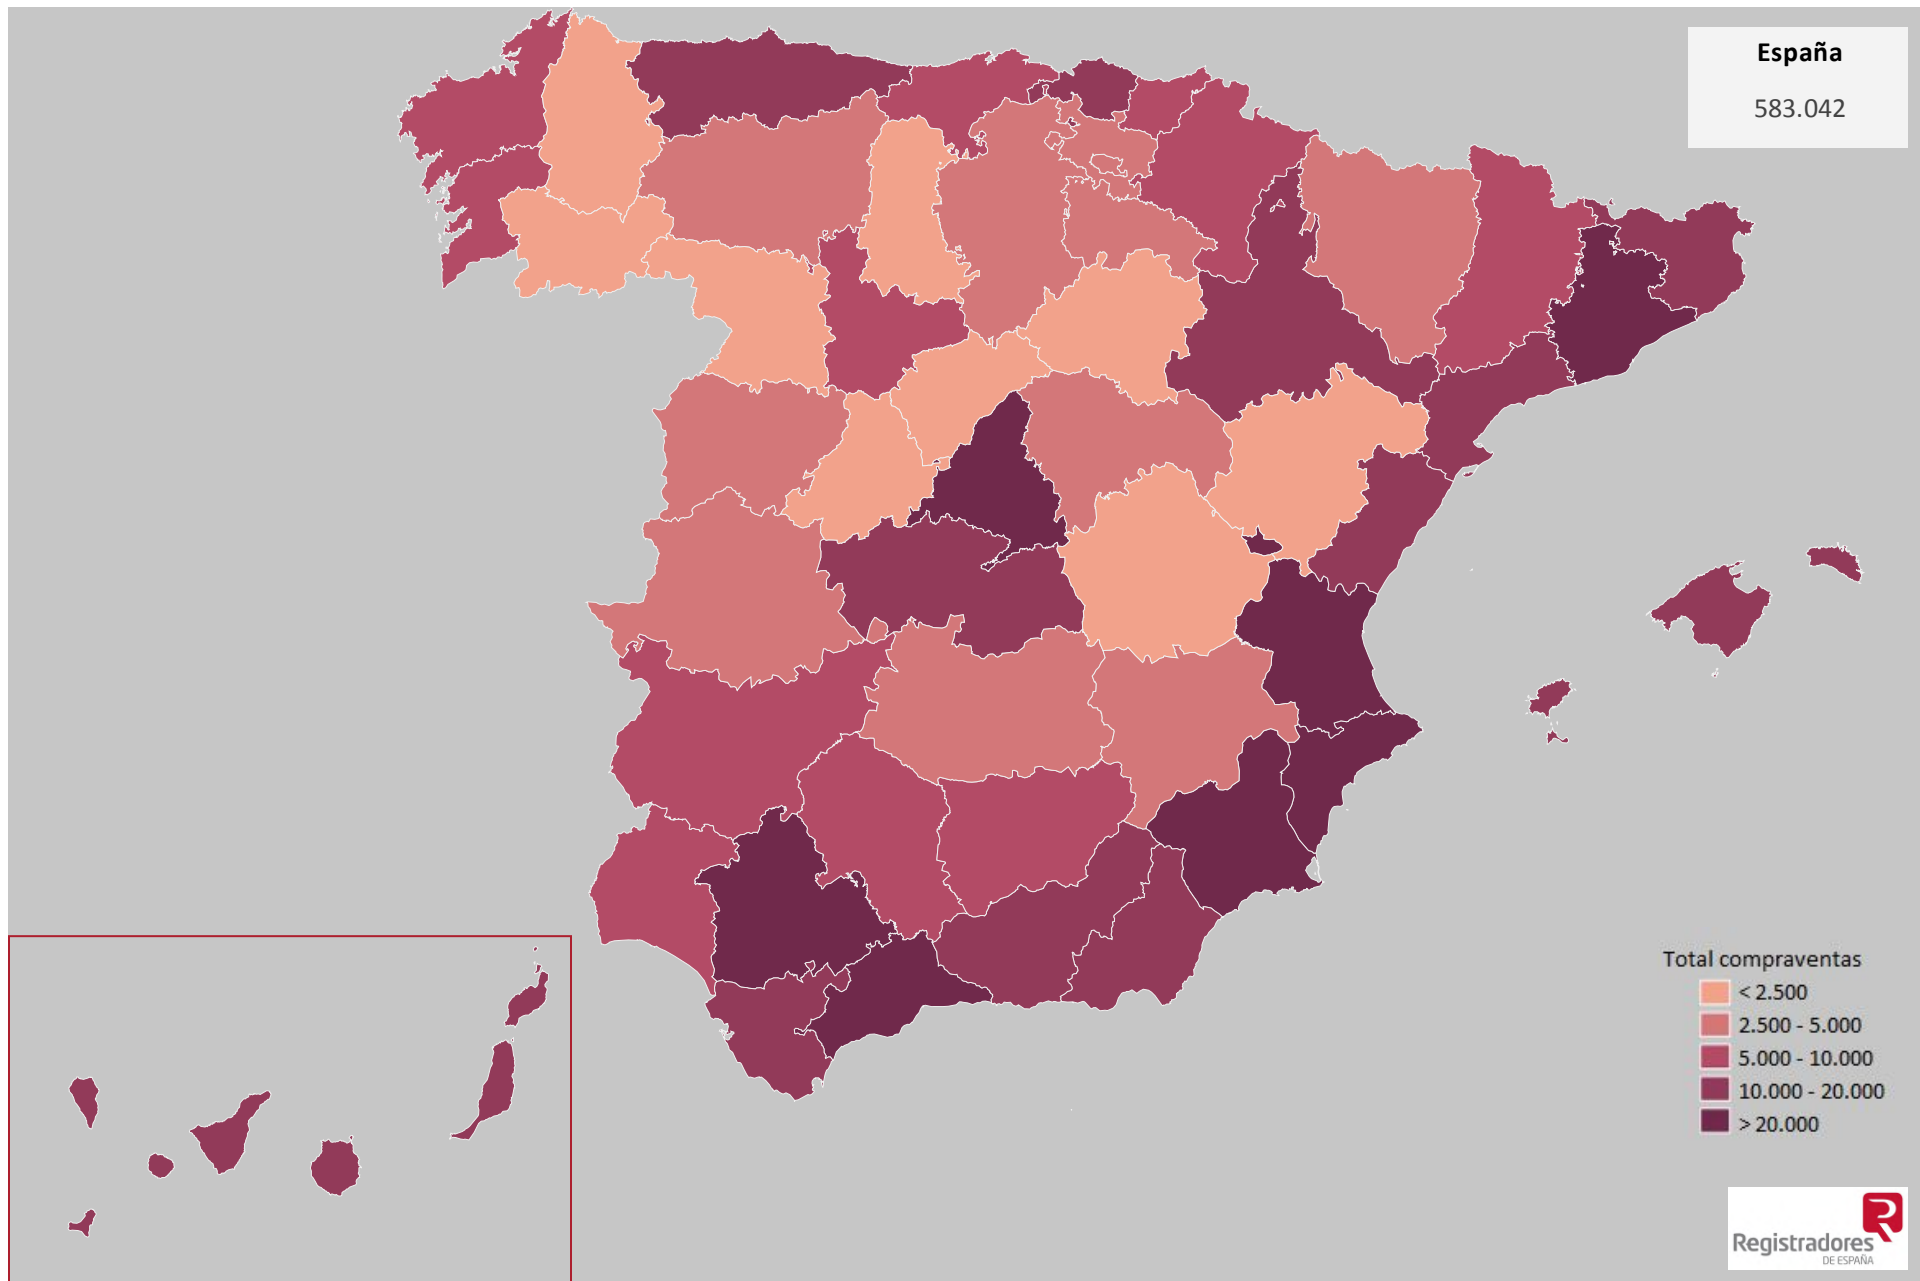 España
583.042
Total compraventas
< 2.500
2.500 - 5.000
5.000 - 10.000
10.000 - 20.000
> 20.000
Registradores
DE ESPAÑA